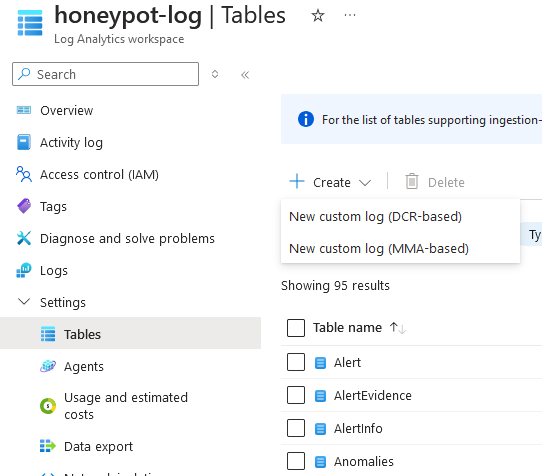 honeypot-log | Tables
Log Analytics workspace
Search
Overview
Activity log
Access control (IAM)
Tags
Diagnose and solve problems
Logs
Settings
Tables
Agents
Usage and estimated
costs
Data export
For the list of tables supporting ingestion-
Create
Delete
New custom log (DCR-based)
New custom log (MMA-based)
Ty
Showing 95 results
Table name
Alert
AlertEvidence
AlertInfo
Anomalies